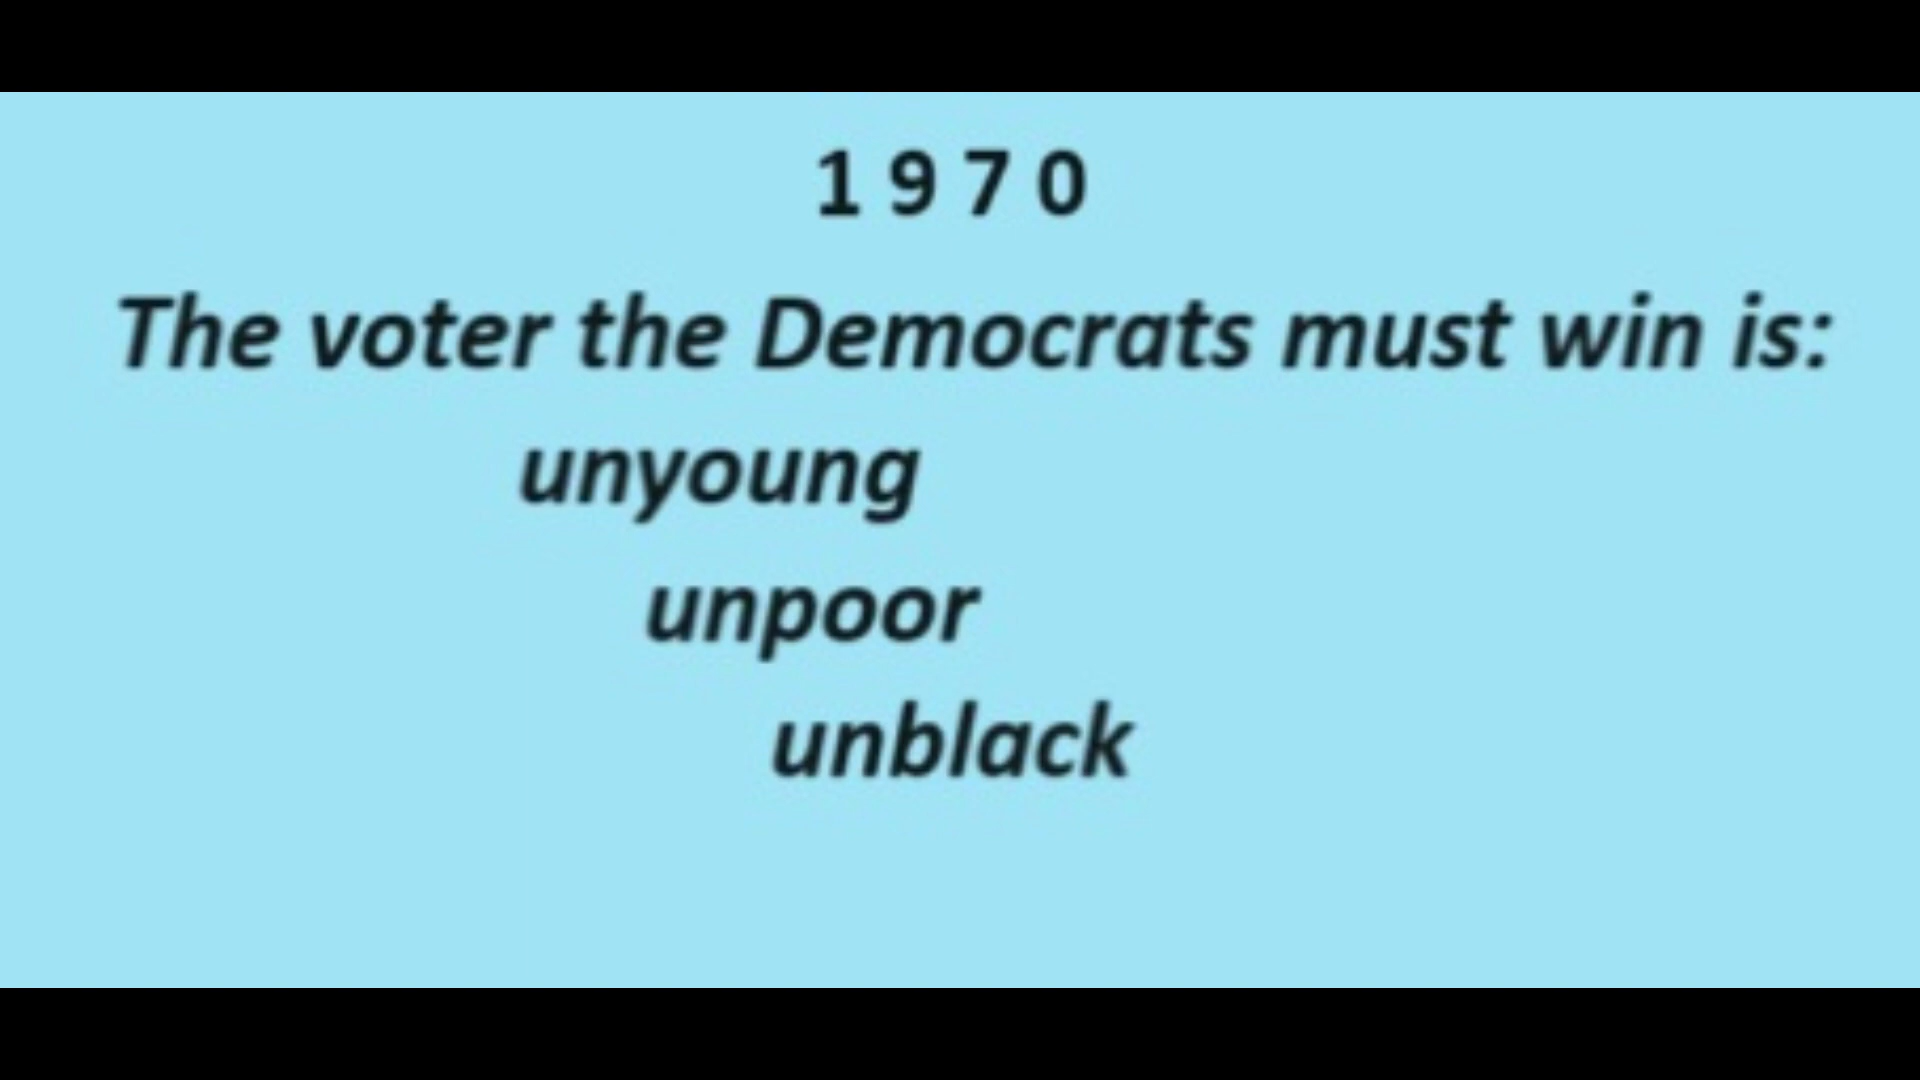 1 9 7 0
The voter the Democrats must win is:
unyoung
unpoor
unblack